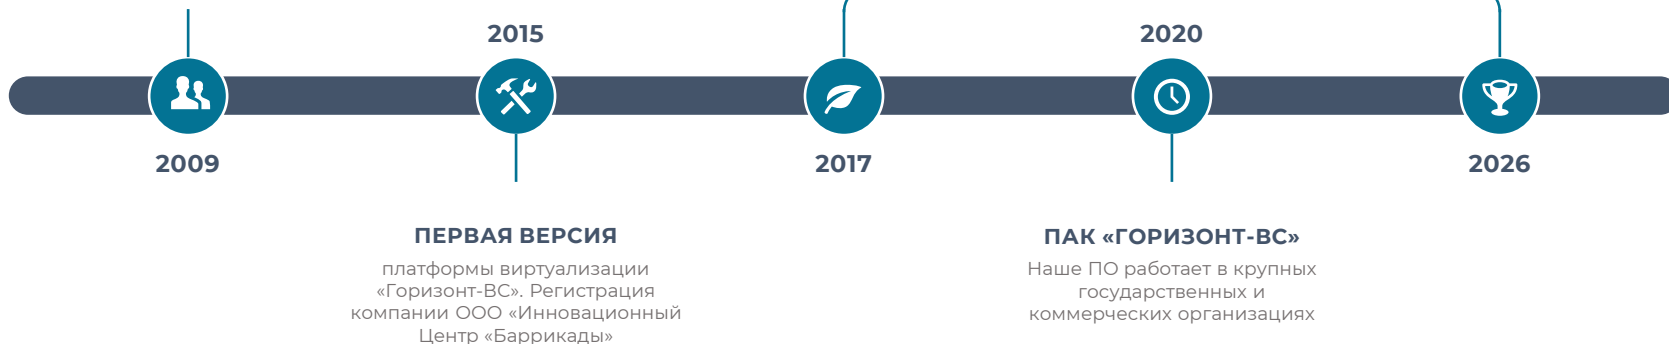 2015
2020
2009
2017
2026
ПЕРВАЯ ВЕРСИЯ
платформы виртуализации
«Горизонт-ВС». Регистрация
компании ООО «Инновационный
Центр «Баррикады»
ПАК «ГОРИЗОНТ-ВС»
Наше ПО работает в крупных
государственных и
коммерческих организациях